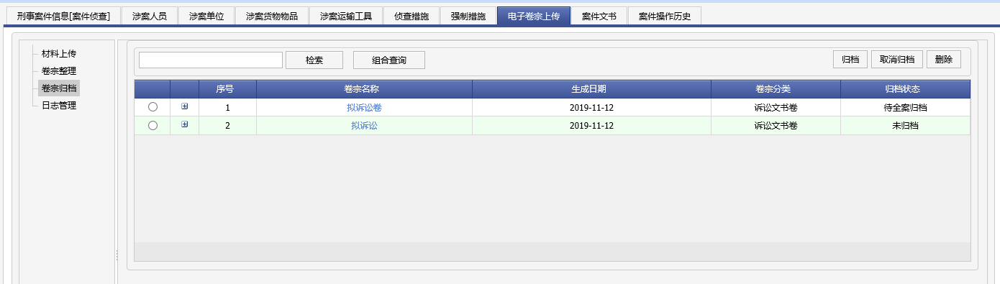 刑事案件信息[案件侦查] 涉案人员 涉案单位 涉案货物物品 涉案运输工具 侦查措施 强制措施 电子卷宗上传 案件文书 案件操作历史
材料上传
卷宗整理
卷宗归档
日志管理
检索 组合查询 归档 取消归档 删除
序号 卷宗名称 生成日期 卷宗分类 归档状态
1 拟诉讼卷 2019-11-12 诉讼文书卷 待全案归档
2 拟诉讼 2019-11-12 诉讼文书卷 未归档